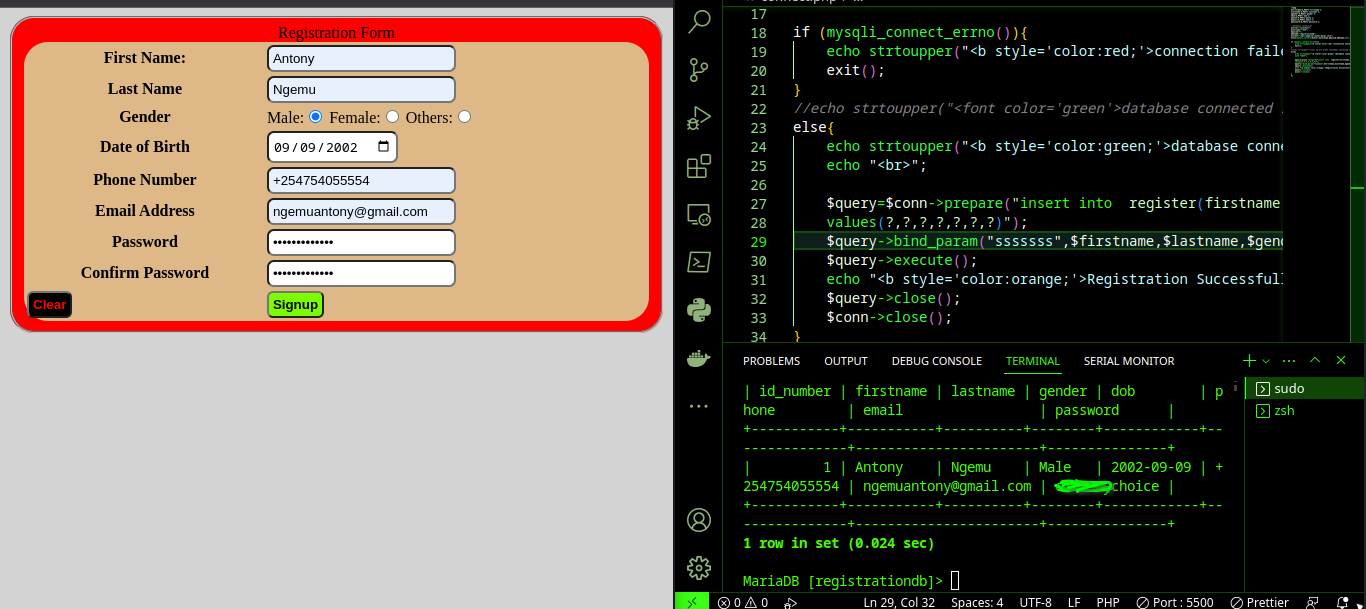 Registration Form
First Name: Antony
Last Name Ngemu
Gender Male: Female: Others:
Date of Birth 09/09/2002
Phone Number +254754055554
Email Address ngemuantony@gmail.com
Password •••••••••••••
Confirm Password •••••••••••••
Clear Signup
17
18 if (mysqli_connect_errno()){
19 echo strtoupper("<b style='color:red;'>connection faile
20 exit();
21 }
22 //echo strtoupper("<font color='green'>database connected
23 else{
24 echo strtoupper("<b style='color:green;'>database conne
25 echo "<br>";
26
27 $query=$conn->prepare("insert into register(firstname
28 values(?,?,?,?,?,?,?)");
29 $query->bind_param("sssssss",$firstname,$lastname,$gend
30 $query->execute();
31 echo "<b style='color:orange;'>Registration Successfull
32 $query->close();
33 $conn->close();
34 }
PROBLEMS OUTPUT DEBUG CONSOLE TERMINAL SERIAL MONITOR
| id_number | firstname | lastname | gender | dob | p
hone | email | password |
+-----------+-----------+----------+--------+------------+--
-------------+-----------------------+---------------+
| 1 | Antony | Ngemu | Male | 2002-09-09 | +
254754055554 | ngemuantony@gmail.com | choice |
+-----------+-----------+----------+--------+------------+--
-------------+-----------------------+---------------+
1 row in set (0.024 sec)
MariaDB [registrationdb]>
sudo
zsh
0 0 Ln 29, Col 32 Spaces: 4 UTF-8 LF PHP Port : 5500 Prettier